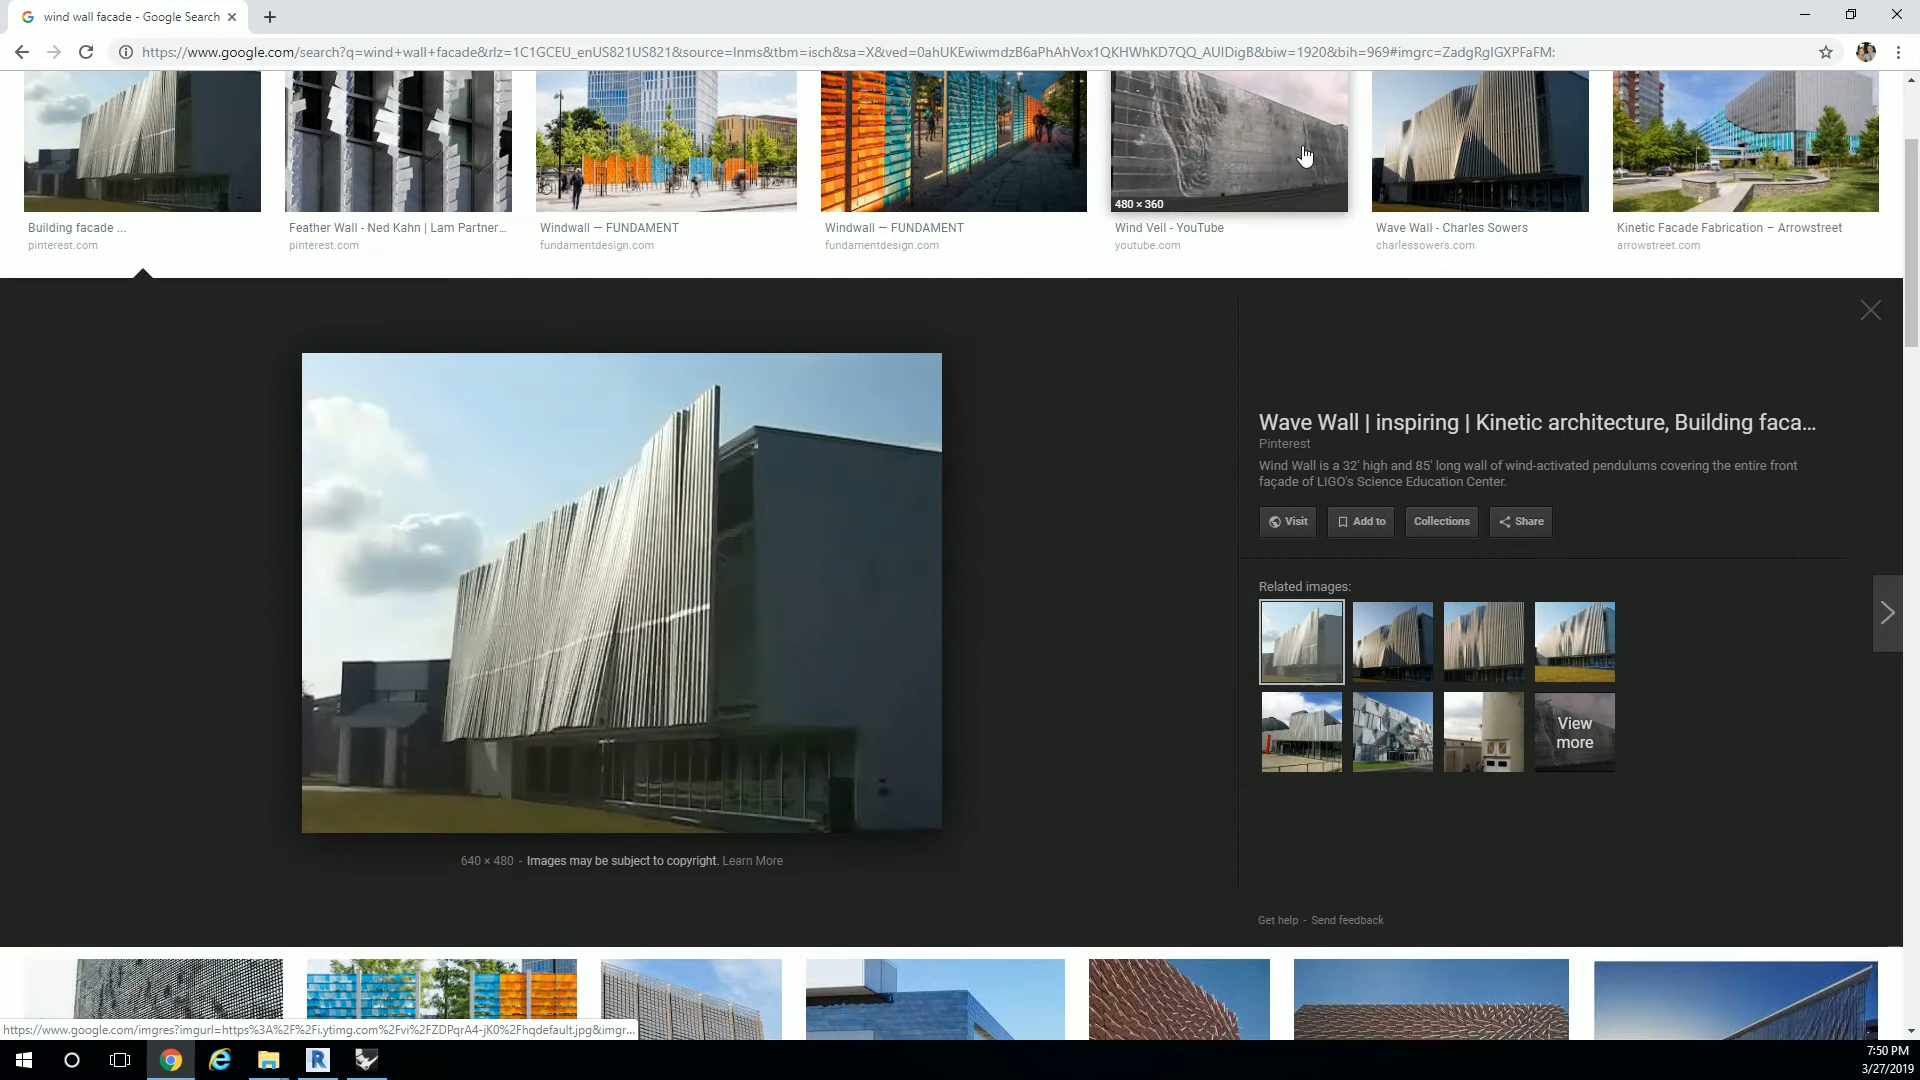 wind wall facade - Google Search
https://www.google.com/search?q=wind+wall+facade&rlz=1C1GCEU_enUS821US821&source=lnms&tbm=isch&sa=X&ved=0ahUKEwiwmdzB6aPhAhVox1QKHWhKD7QQ_AUIDigB&biw=1920&bih=969#imgrc=ZadgRgIGXPFaFM:
480 × 360
Building facade ...
Feather Wall - Ned Kahn | Lam Partner...
Windwall — FUNDAMENT
Windwall — FUNDAMENT
Wind Veil - YouTube
Wave Wall - Charles Sowers
Kinetic Facade Fabrication – Arrowstreet
pinterest.com
pinterest.com
fundamentdesign.com
fundamentdesign.com
youtube.com
charlessowers.com
arrowstreet.com
Wave Wall | inspiring | Kinetic architecture, Building faca...
Pinterest
Wind Wall is a 32' high and 85' long wall of wind-activated pendulums covering the entire front
façade of LIGO's Science Education Center.
Visit
Add to
Collections
Share
Related images:
View
more
640 × 480 - Images may be subject to copyright. Learn More
Get help - Send feedback
https://www.google.com/imgres?imgurl=https%3A%2F%2Fi.ytimg.com%2Fvi%2FZDPqrA4-jK0%2Fhqdefault.jpg&imgr...
R
7:50 PM
3/27/2019